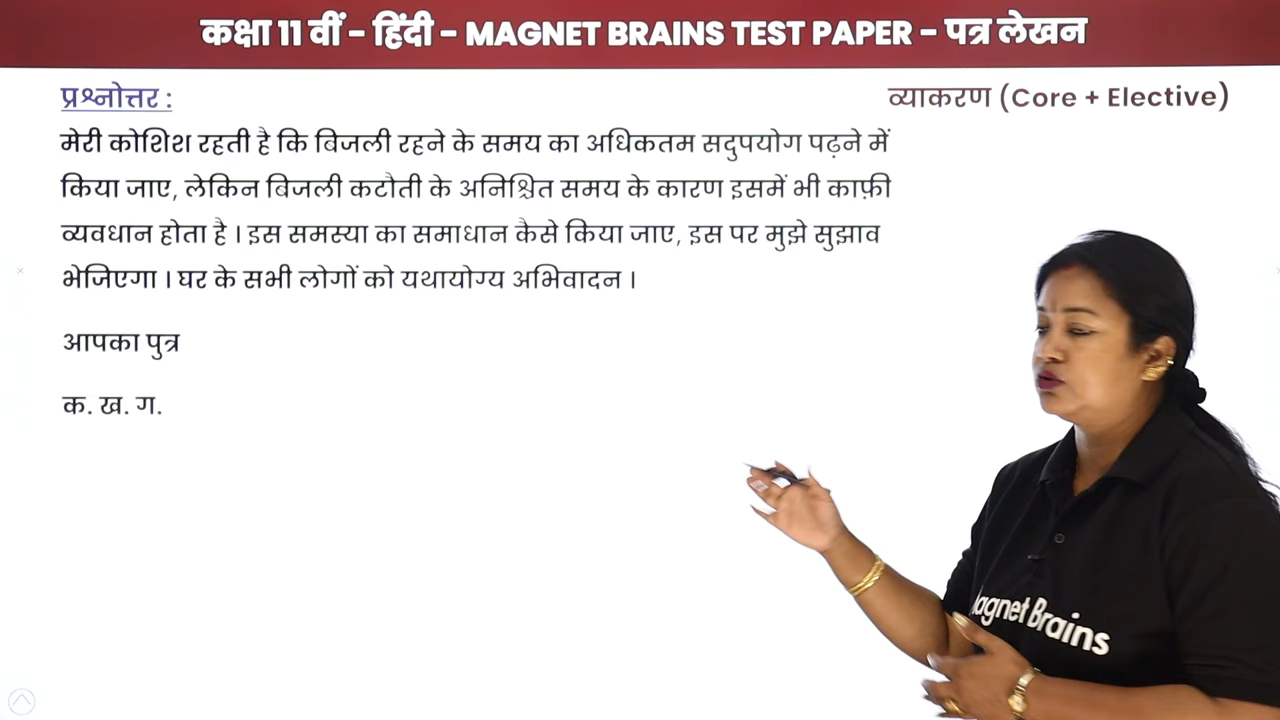 कक्षा 11 वीं - हिंदी - MAGNET BRAINS TEST PAPER - पत्र लेखन
प्रश्नोत्तर :
व्याकरण (Core + Elective)
मेरी कोशिश रहती है कि बिजली रहने के समय का अधिकतम सदुपयोग पढ़ने में
किया जाए, लेकिन बिजली कटौती के अनिश्चित समय के कारण इसमें भी काफ़ी
व्यवधान होता है । इस समस्या का समाधान कैसे किया जाए, इस पर मुझे सुझाव
भेजिएगा । घर के सभी लोगों को यथायोग्य अभिवादन ।
आपका पुत्र
क. ख. ग.
agnet Brains